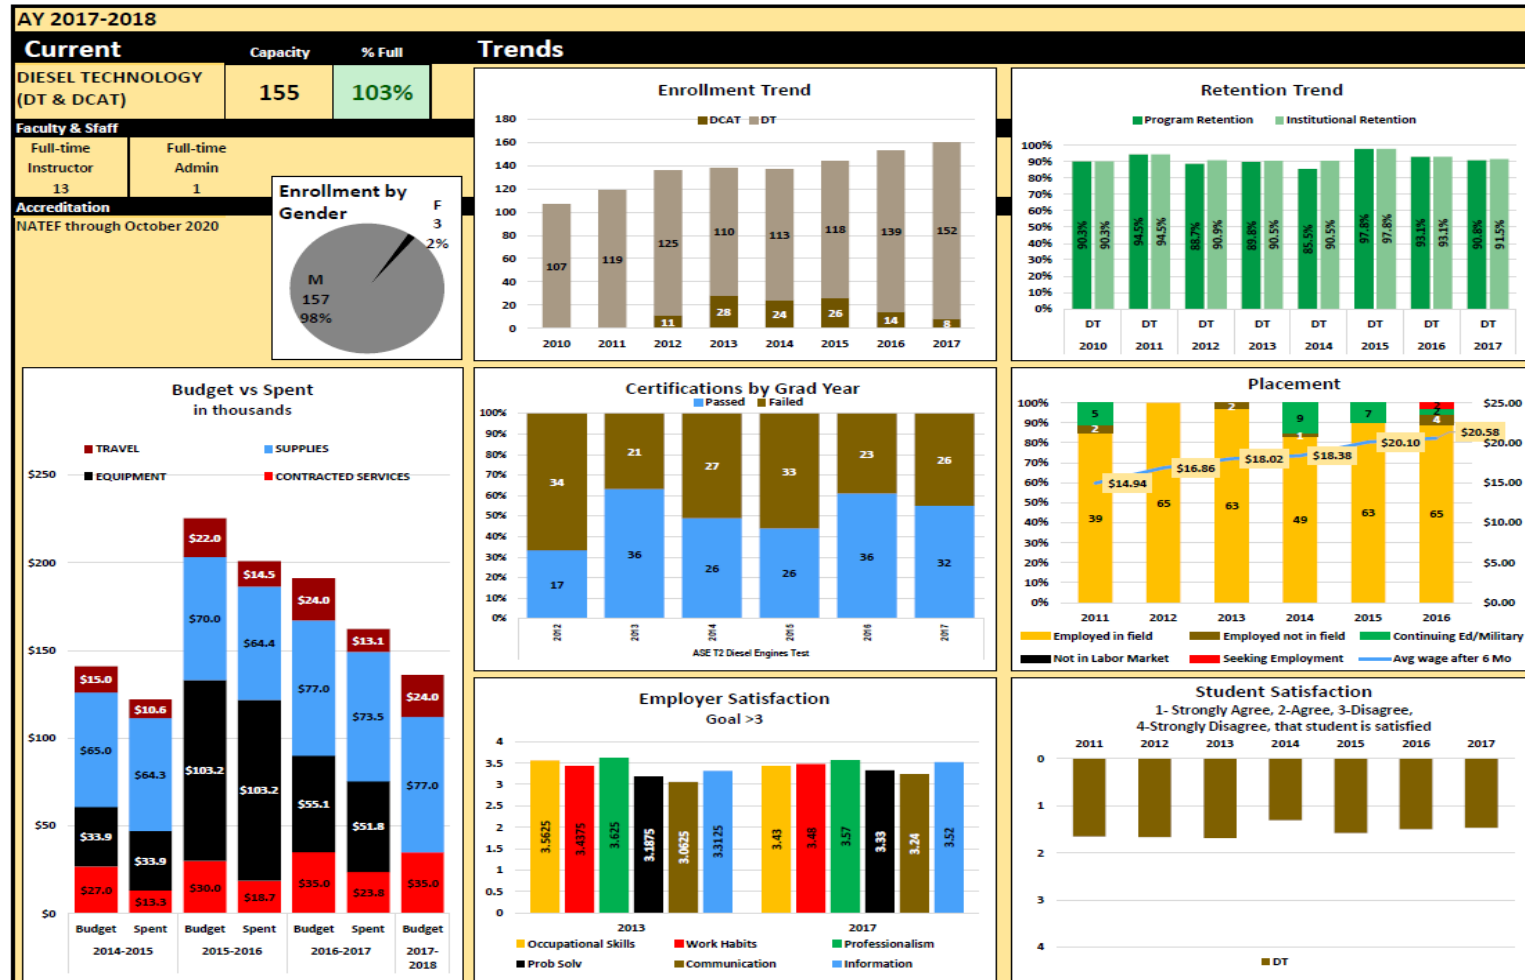 AY 2017-2018
Current Capacity % Full Trends
DIESEL TECHNOLOGY
(DT & DCAT) 155 103%
Faculty & Sfaff
Full-time Full-time
Instructor Admin
13 1
Accreditation
NATEF through October 2020
Enrollment by
Gender
F
3
2%
M
157
98%
Enrollment Trend
DCAT DT
180
160
140
120
100
80
60
40
20
0
107 119 125 110 113 118 139 152
11 28 24 26 14 8
2010 2011 2012 2013 2014 2015 2016 2017
Retention Trend
Program Retention Institutional Retention
100%
90%
80%
70%
60%
50%
40%
30%
20%
10%
0%
90.3% 90.3% 94.5% 94.5% 88.7% 90.9% 89.8% 90.5% 85.5% 90.5% 97.8% 97.8% 93.1% 93.1% 90.8% 91.5%
DT DT DT DT DT DT DT DT
2010 2011 2012 2013 2014 2015 2016 2017
Budget vs Spent
in thousands
TRAVEL SUPPLIES
EQUIPMENT CONTRACTED SERVICES
$250
$200
$150
$100
$50
$0
$15.0 $10.6 $22.0 $14.5 $24.0 $13.1 $24.0
$65.0 $64.3 $70.0 $64.4 $77.0 $73.5 $77.0
$33.9 $33.9 $103.2 $103.2 $55.1 $51.8
$27.0 $13.3 $30.0 $18.7 $35.0 $23.8 $35.0
Budget Spent Budget Spent Budget Spent Budget
2014-2015 2015-2016 2016-2017 2017-
2018
Certifications by Grad Year
Passed Failed
100%
90%
80%
70%
60%
50%
40%
30%
20%
10%
0%
34 21 27 33 23 26
17 36 26 26 36 32
2012 2013 2014 2015 2016 2017
ASE T2 Diesel Engines Test
Placement
100%
90%
80%
70%
60%
50%
40%
30%
20%
10%
0%
5 2 9 7 2
2 1 2
4
$14.94 $16.86 $18.02 $18.38 $20.10 $20.58
39 65 63 49 63 65
$25.00
$20.00
$15.00
$10.00
$5.00
$0.00
2011 2012 2013 2014 2015 2016
Employed in field Employed not in field Continuing Ed/Military
Not in Labor Market Seeking Employment Avg wage after 6 Mo
Employer Satisfaction
Goal >3
4
3.5
3
2.5
2
1.5
1
0.5
0
3.5625 3.4375 3.625 3.1875 3.0625 3.3125 3.43 3.48 3.57 3.33 3.24 3.52
2013 2017
Occupational Skills Work Habits Professionalism
Prob Solv Communication Information
Student Satisfaction
1- Strongly Agree, 2-Agree, 3-Disagree,
4-Strongly Disagree, that student is satisfied
2011 2012 2013 2014 2015 2016 2017
0
1
2
3
4
DT